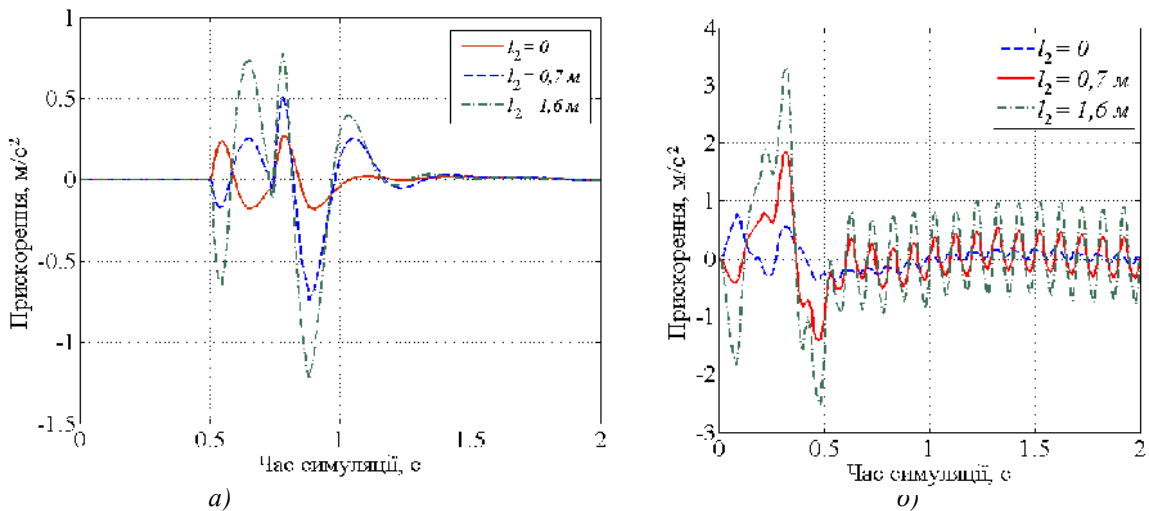 1
0.5
0
-0.5
-1
-1.5
0
0.5
1
1.5
2
Прискорення, м/с²
Час симуляції, с
l₂ = 0
l₂ = 0,7 м
l₂ 1,6 м
а)
4
3
2
1
0
-1
-2
-3
0
0.5
1
1.5
2
Прискорення, м/с²
Час симуляції, с
l₂ = 0
l₂ = 0,7 м
l₂ = 1,6 м
о)